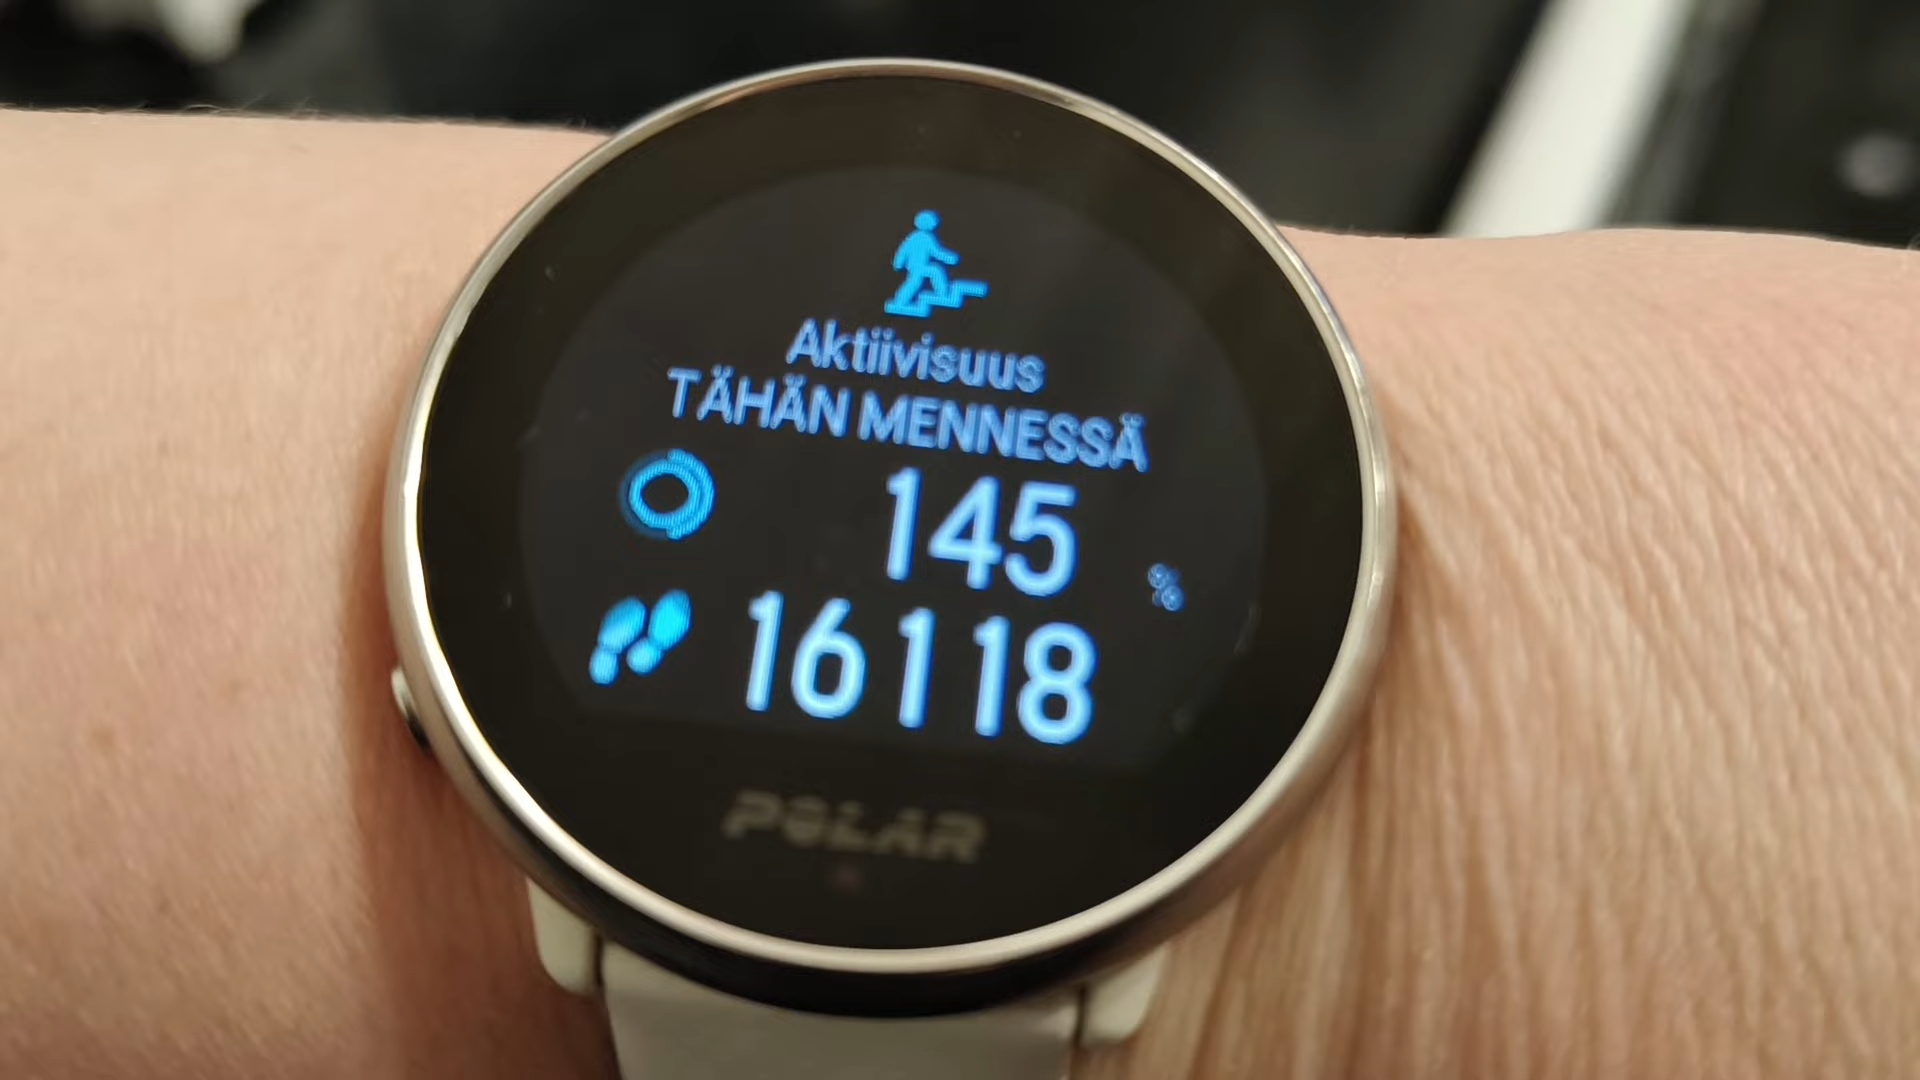 Aktiivisuus
TÄHÄN MENNESSÄ
145 %
16118
POLAR